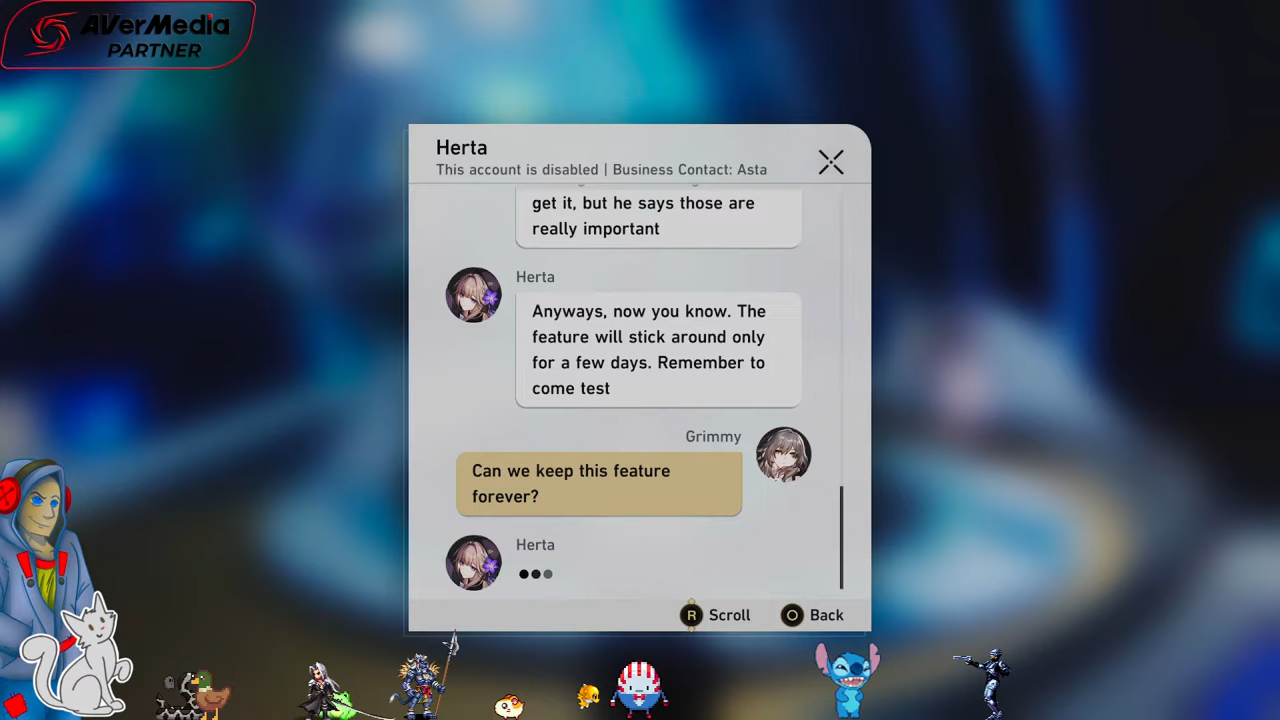 AVerMedia
PARTNER
Herta
This account is disabled | Business Contact: Asta
get it, but he says those are
really important
Herta
Anyways, now you know. The
feature will stick around only
for a few days. Remember to
come test
Grimmy
Can we keep this feature
forever?
Herta
R Scroll
Back